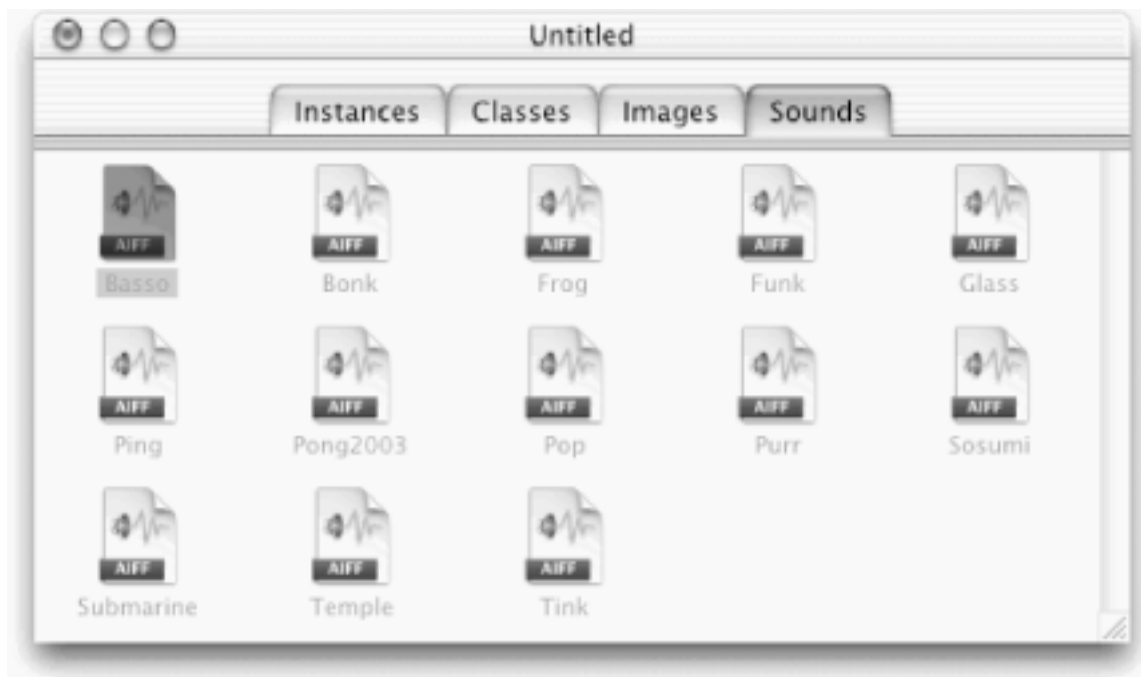 Untitled
Instances Classes Images Sounds
AIFF AIFF AIFF AIFF AIFF
Basso Bonk Frog Funk Glass
AIFF AIFF AIFF AIFF AIFF
Ping Pong2003 Pop Purr Sosumi
AIFF AIFF AIFF
Submarine Temple Tink